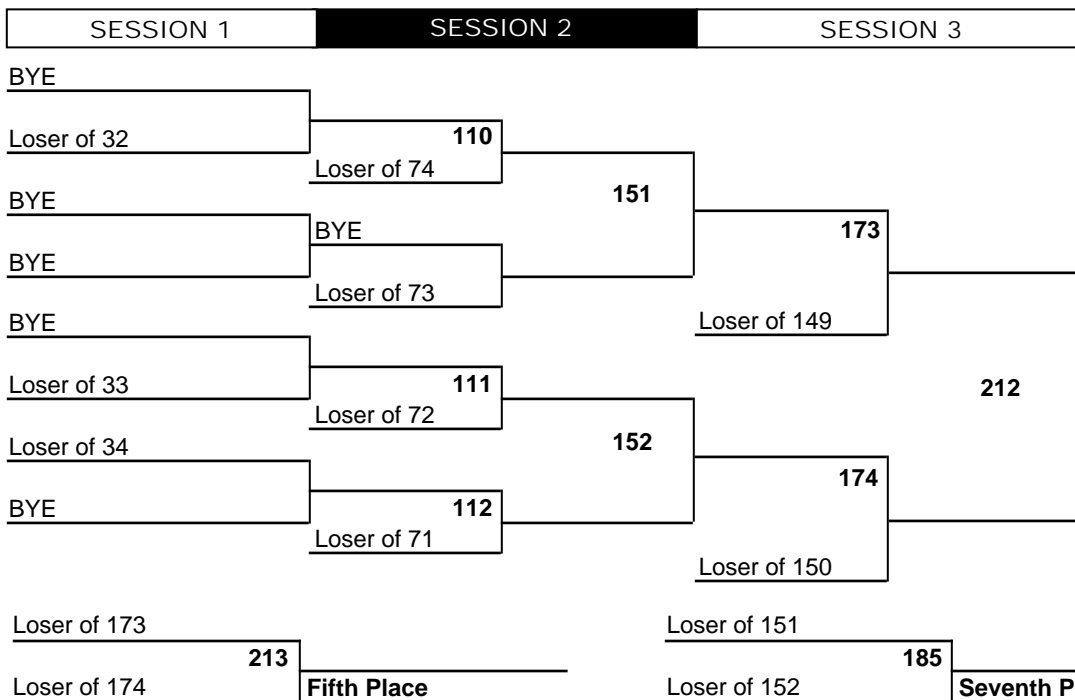 SESSION 1 SESSION 2 SESSION 3
BYE
Loser of 32
110
Loser of 74
BYE
151
BYE
173
BYE
Loser of 73
BYE
Loser of 149
Loser of 33
111
212
Loser of 72
Loser of 34
152
174
BYE
112
Loser of 71
Loser of 150
Loser of 173
Loser of 151
213
185
Loser of 174
Fifth Place
Loser of 152
Seventh P